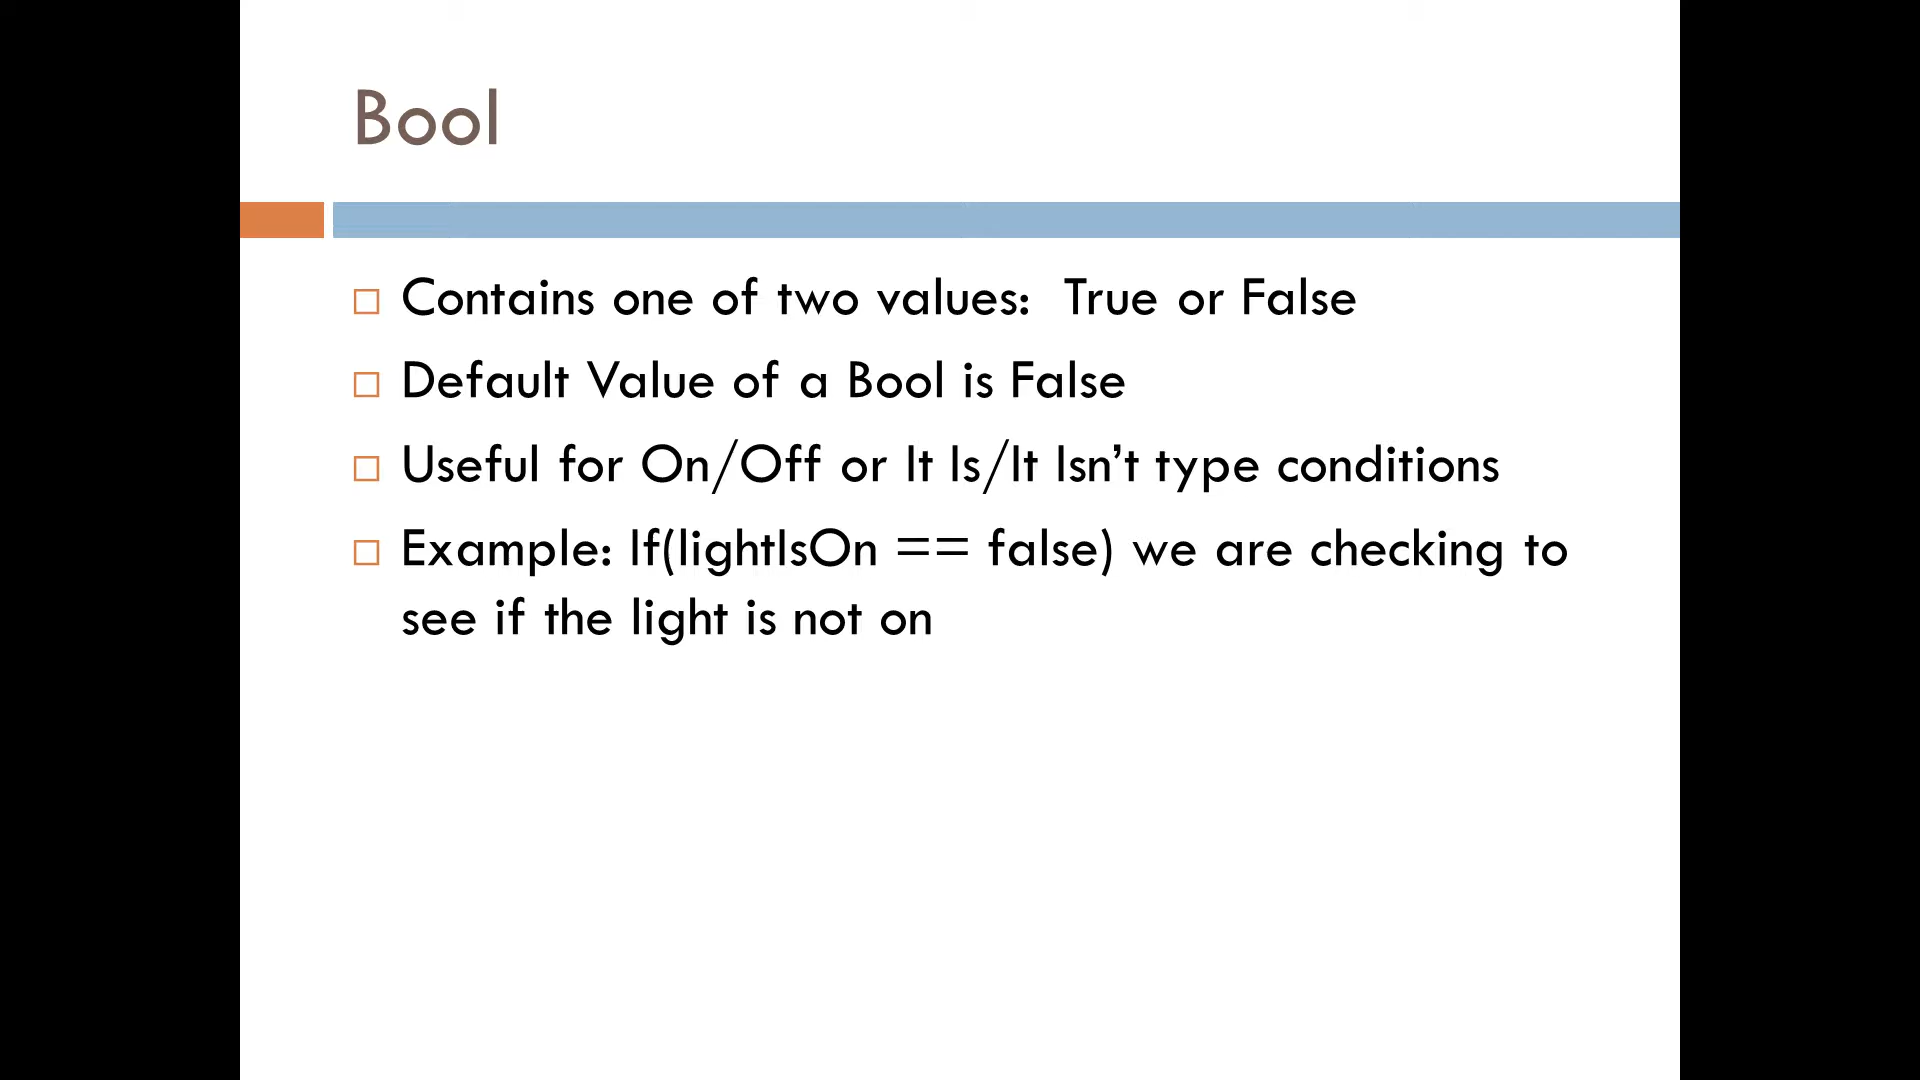 Bool
Contains one of two values:  True or False
Default Value of a Bool is False
Useful for On/Off or It Is/It Isn’t type conditions
Example: If(lightIsOn == false) we are checking to
see if the light is not on